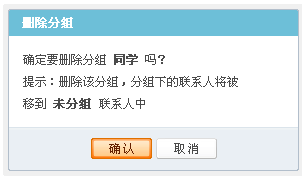 删除分组
确定要删除分组 同学 吗？
提示：删除该分组，分组下的联系人将被
移到 未分组 联系人中
确认 取消